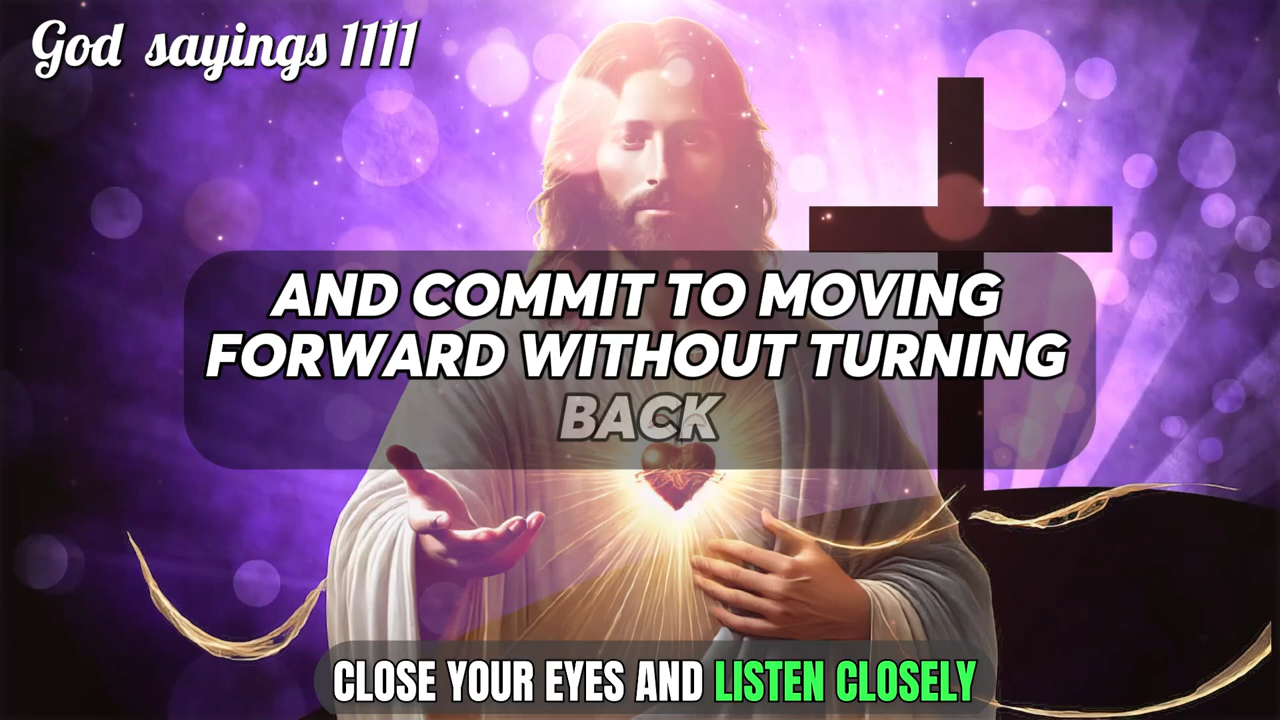 God sayings 1111
AND COMMIT TO MOVING
FORWARD WITHOUT TURNING
BACK
CLOSE YOUR EYES AND LISTEN CLOSELY